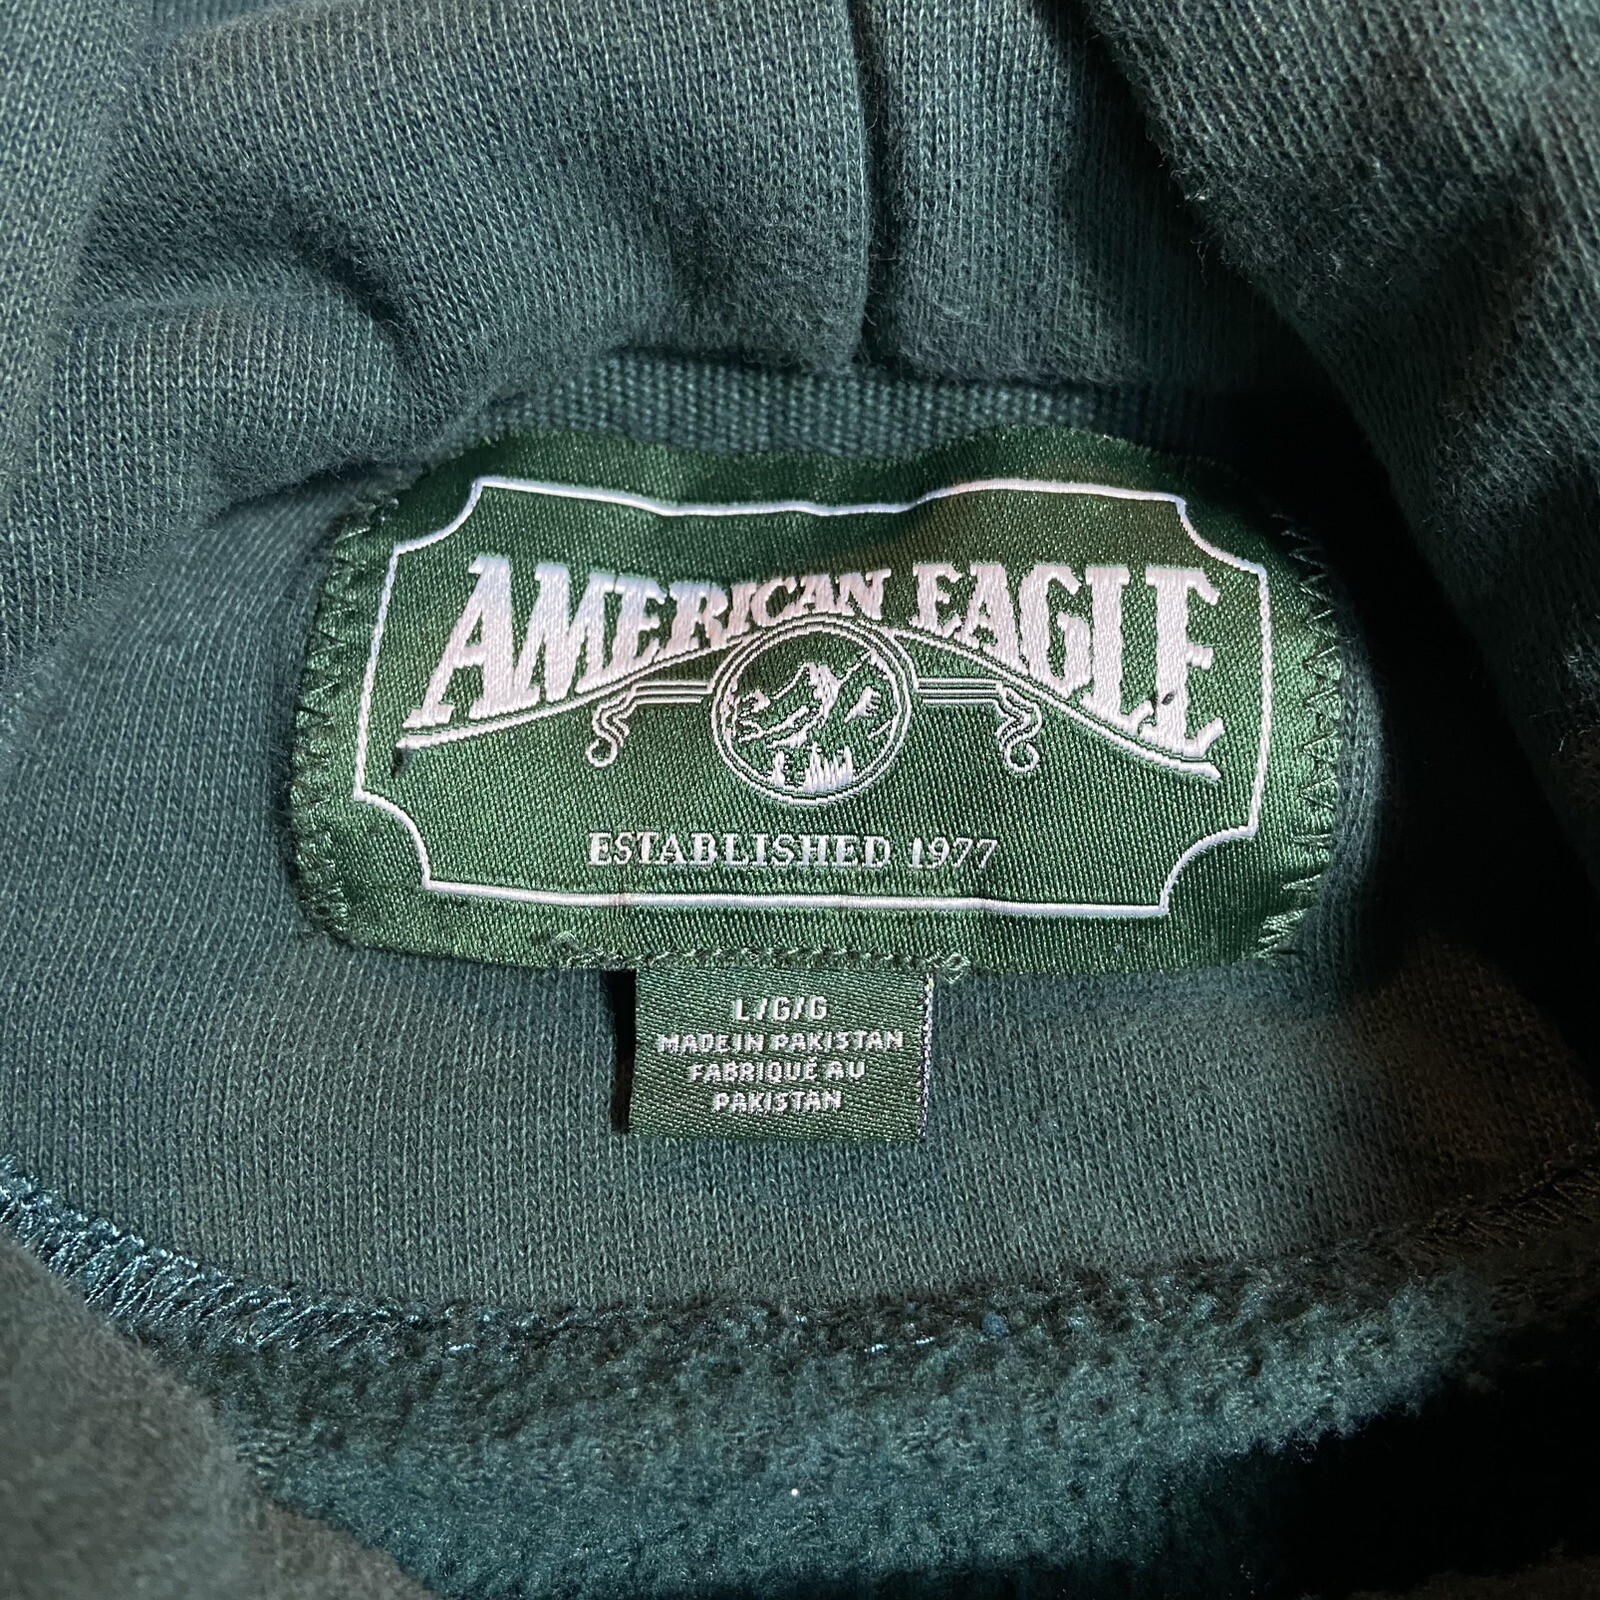 AMERICAN EAGLE
ESTABLISHED 1977
L/G/G
MADE IN PAKISTAN
FABRIQUÉ AU
PAKISTAN